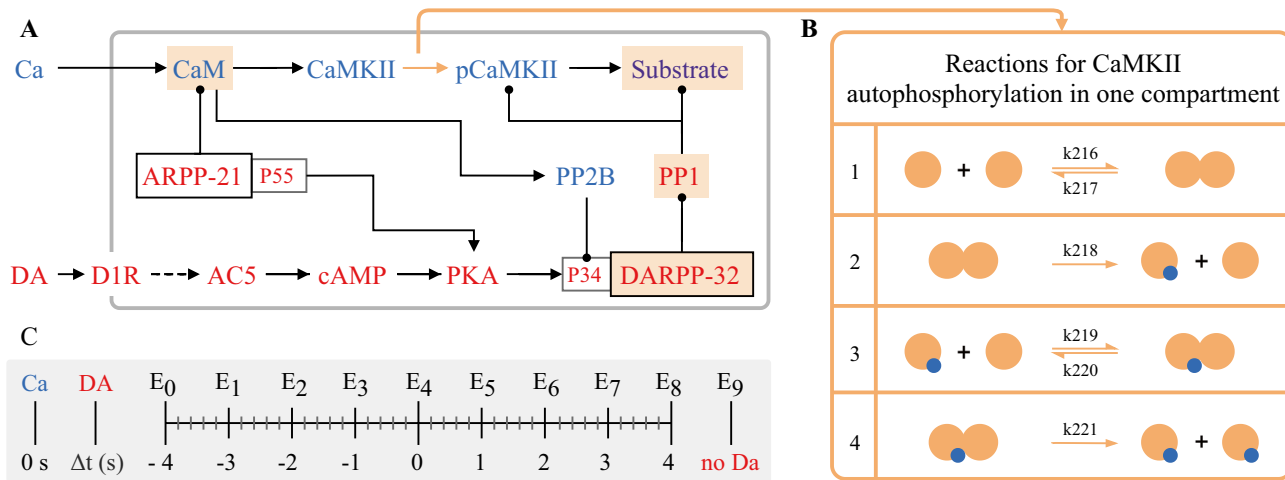 A
Ca
CaM
CaMKII
pCaMKII
Substrate
ARPP-21
P55
PP2B
PP1
DA
D1R
AC5
cAMP
PKA
P34
DARPP-32
B
Reactions for CaMKII
autophosphorylation in one compartment
1
+
k216
k217
2
k218
+
3
+
k219
k220
4
k221
+
C
Ca DA E0 E1 E2 E3 E4 E5 E6 E7 E8 E9
0 s Δt (s) - 4 -3 -2 -1 0 1 2 3 4 no Da